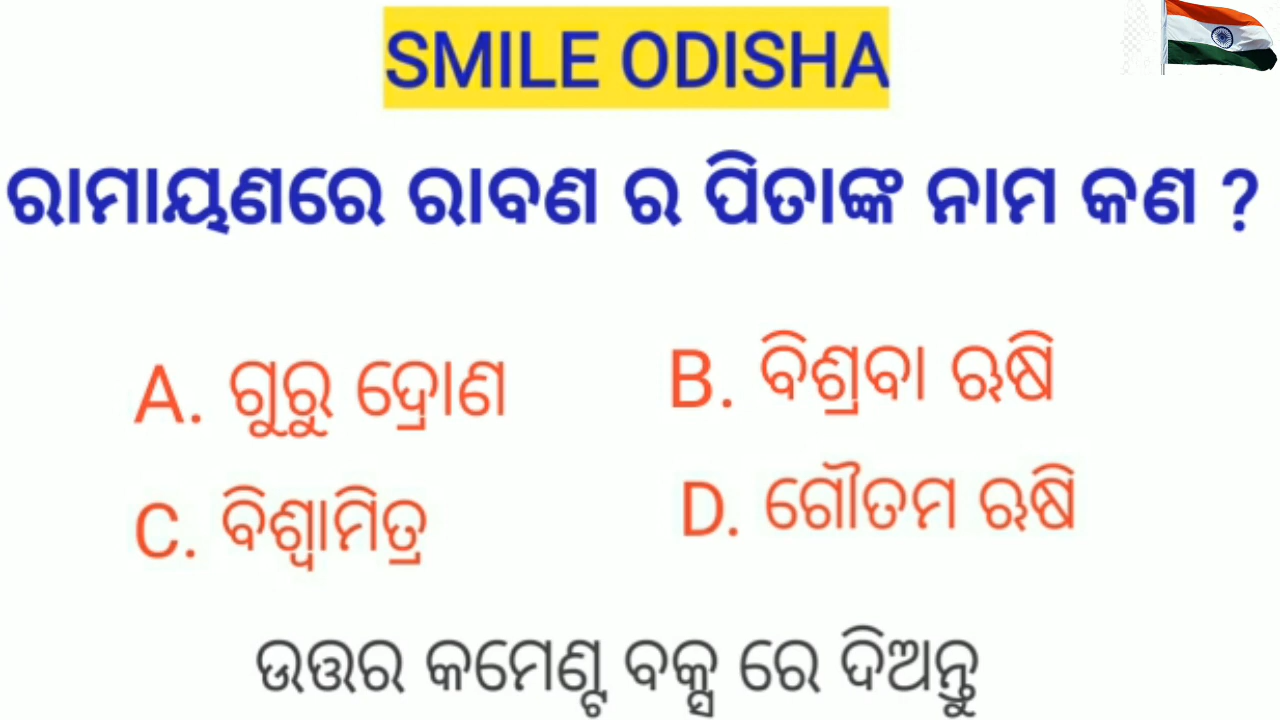 SMILE ODISHA
ରାମାୟଣରେ ରାବଣ ର ପିତାଙ୍କ ନାମ କଣ ?
A. ଗୁରୁ ଦ୍ରୋଣ
B. ବିଶ୍ରବା ଋଷି
C. ବିଶ୍ୱାମିତ୍ର
D. ଗୌତମ ଋଷି
ଉତ୍ତର କମେଣ୍ଟ ବକ୍ସ ରେ ଦିଅନ୍ତୁ